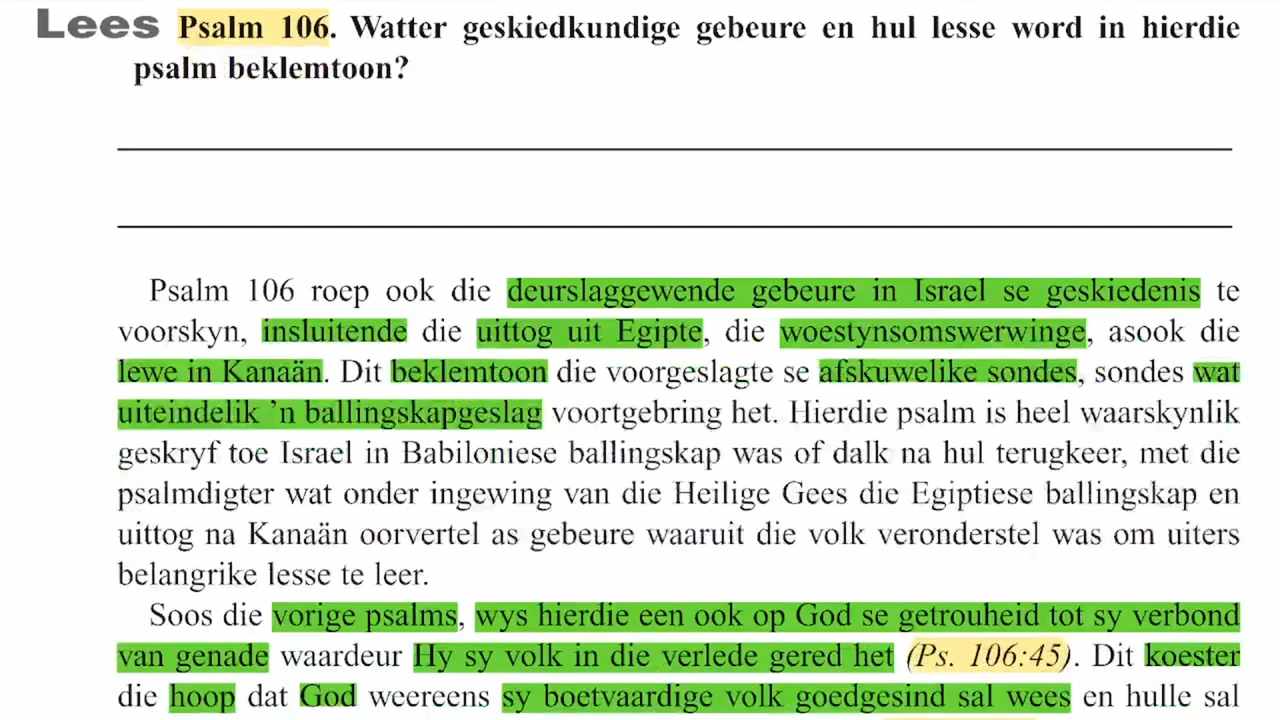 Lees Psalm 106. Watter geskiedkundige gebeure en hul lesse word in hierdie
psalm beklemtoon?
Psalm 106 roep ook die deurslaggewende gebeure in Israel se geskiedenis te
voorskyn, insluitende die uittog uit Egipte, die woestynsomswerwinge, asook die
lewe in Kanaän. Dit beklemtoon die voorgeslagte se afskuwelike sondes, sondes wat
uiteindelik ’n ballingskapgeslag voortgebring het. Hierdie psalm is heel waarskynlik
geskryf toe Israel in Babiloniese ballingskap was of dalk na hul terugkeer, met die
psalmdigter wat onder ingewing van die Heilige Gees die Egiptiese ballingskap en
uittog na Kanaän oorvertel as gebeure waaruit die volk veronderstel was om uiters
belangrike lesse te leer.
Soos die vorige psalms, wys hierdie een ook op God se getrouheid tot sy verbond
van genade waardeur Hy sy volk in die verlede gered het (Ps. 106:45). Dit koester
die hoop dat God weereens sy boetvaardige volk goedgesind sal wees en hulle sal